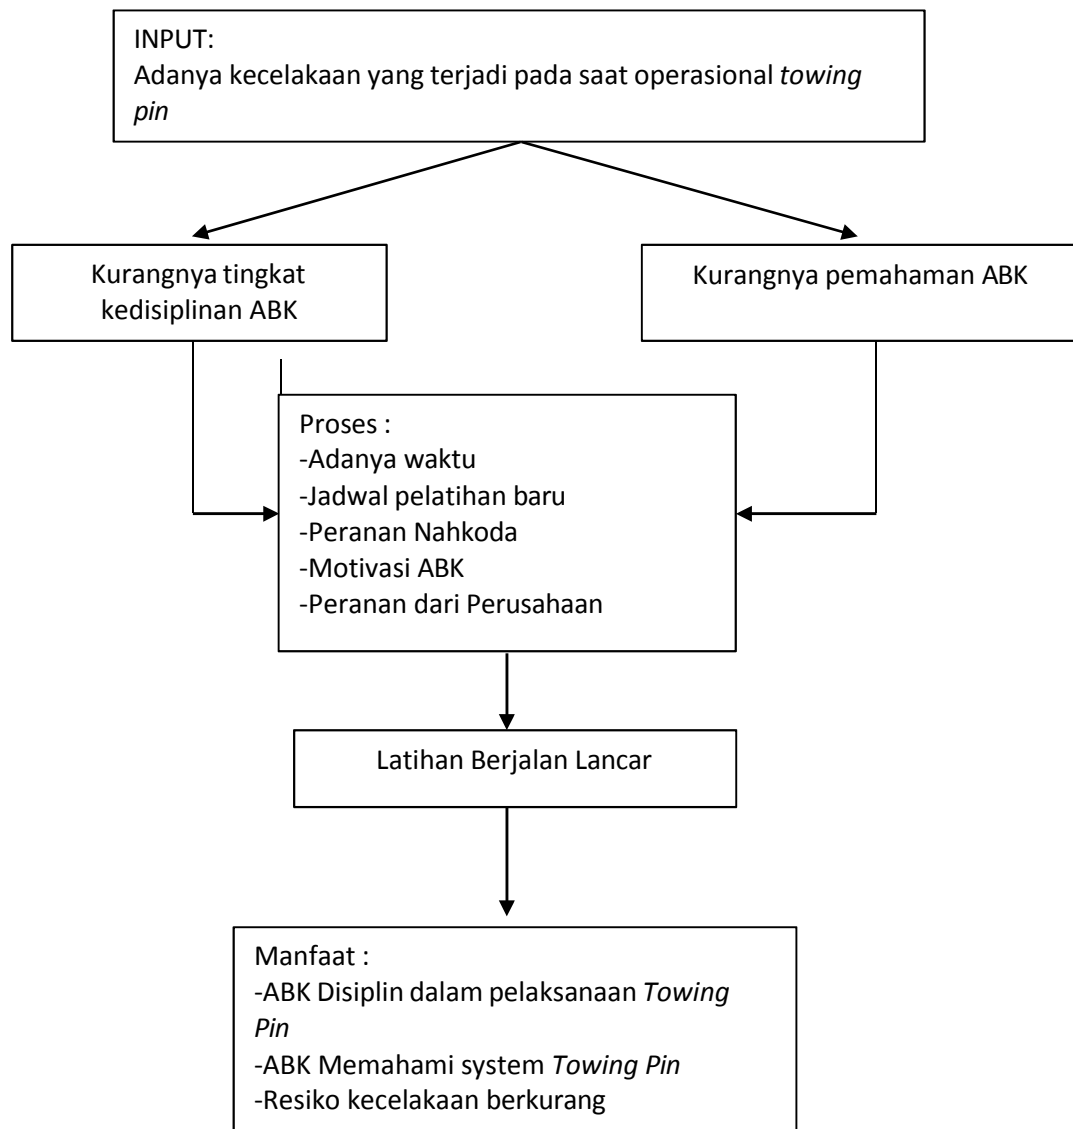 INPUT:
Adanya kecelakaan yang terjadi pada saat operasional towing
pin
Kurangnya tingkat
kedisiplinan ABK
Kurangnya pemahaman ABK
Proses :
-Adanya waktu
-Jadwal pelatihan baru
-Peranan Nahkoda
-Motivasi ABK
-Peranan dari Perusahaan
Latihan Berjalan Lancar
Manfaat :
-ABK Disiplin dalam pelaksanaan Towing
Pin
-ABK Memahami system Towing Pin
-Resiko kecelakaan berkurang